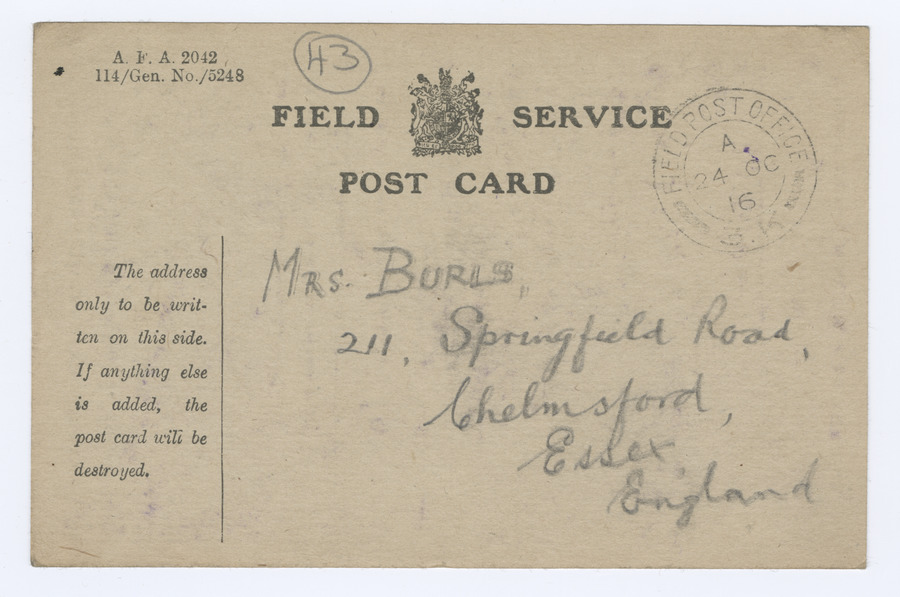 A. F. A. 2042
114/Gen. No./5248
43
FIELD SERVICE
POST CARD
FIELD POST OFFICE
A
24 OC
16
The address
only to be writ-
ten on this side.
If anything else
is added, the
post card will be
destroyed.
Mrs. Burls,
211, Springfield Road,
Chelmsford,
Essex
England